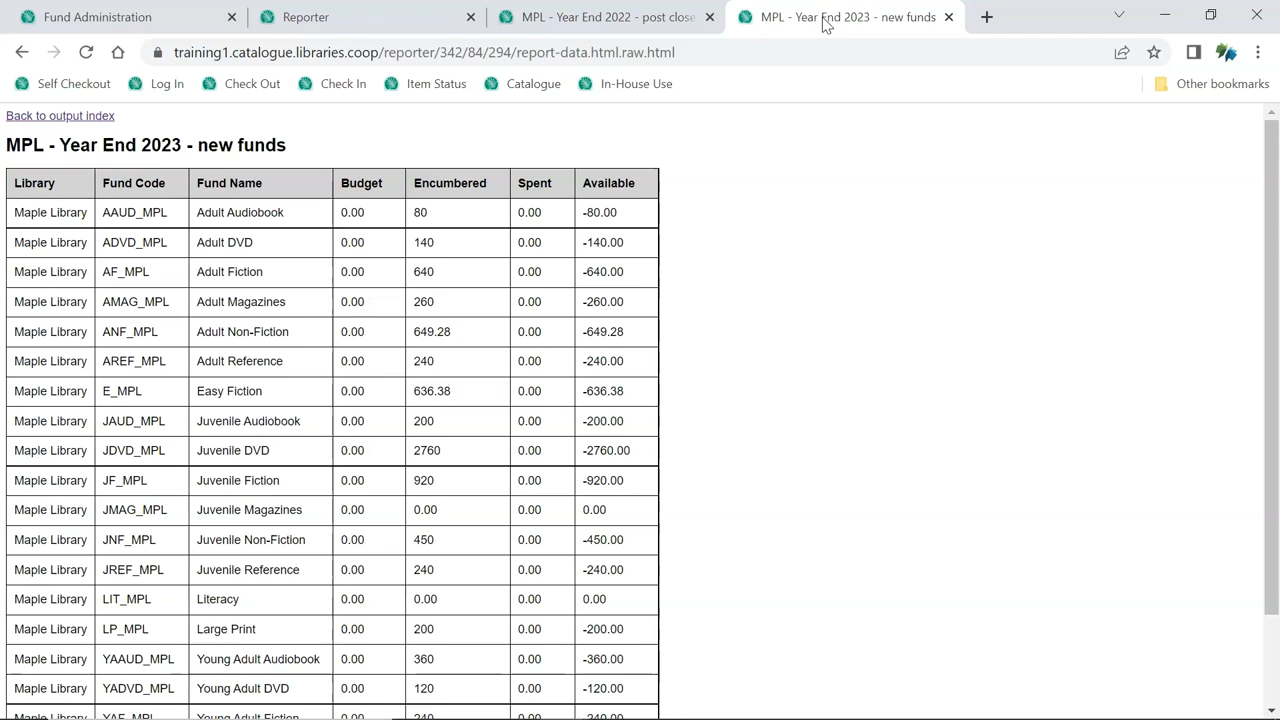 Fund Administration Reporter MPL - Year End 2022 - post close MPL - Year End 2023 - new funds
training1.catalogue.libraries.coop/reporter/342/84/294/report-data.html.raw.html
Self Checkout Log In Check Out Check In Item Status Catalogue In-House Use Other bookmarks
Back to output index
MPL - Year End 2023 - new funds
Library Fund Code Fund Name Budget Encumbered Spent Available
Maple Library AAUD_MPL Adult Audiobook 0.00 80 0.00 -80.00
Maple Library ADVD_MPL Adult DVD 0.00 140 0.00 -140.00
Maple Library AF_MPL Adult Fiction 0.00 640 0.00 -640.00
Maple Library AMAG_MPL Adult Magazines 0.00 260 0.00 -260.00
Maple Library ANF_MPL Adult Non-Fiction 0.00 649.28 0.00 -649.28
Maple Library AREF_MPL Adult Reference 0.00 240 0.00 -240.00
Maple Library E_MPL Easy Fiction 0.00 636.38 0.00 -636.38
Maple Library JAUD_MPL Juvenile Audiobook 0.00 200 0.00 -200.00
Maple Library JDVD_MPL Juvenile DVD 0.00 2760 0.00 -2760.00
Maple Library JF_MPL Juvenile Fiction 0.00 920 0.00 -920.00
Maple Library JMAG_MPL Juvenile Magazines 0.00 0.00 0.00 0.00
Maple Library JNF_MPL Juvenile Non-Fiction 0.00 450 0.00 -450.00
Maple Library JREF_MPL Juvenile Reference 0.00 240 0.00 -240.00
Maple Library LIT_MPL Literacy 0.00 0.00 0.00 0.00
Maple Library LP_MPL Large Print 0.00 200 0.00 -200.00
Maple Library YAAUD_MPL Young Adult Audiobook 0.00 360 0.00 -360.00
Maple Library YADVD_MPL Young Adult DVD 0.00 120 0.00 -120.00
Maple Library YAF_MPL Young Adult Fiction 0.00 240 0.00 -240.00